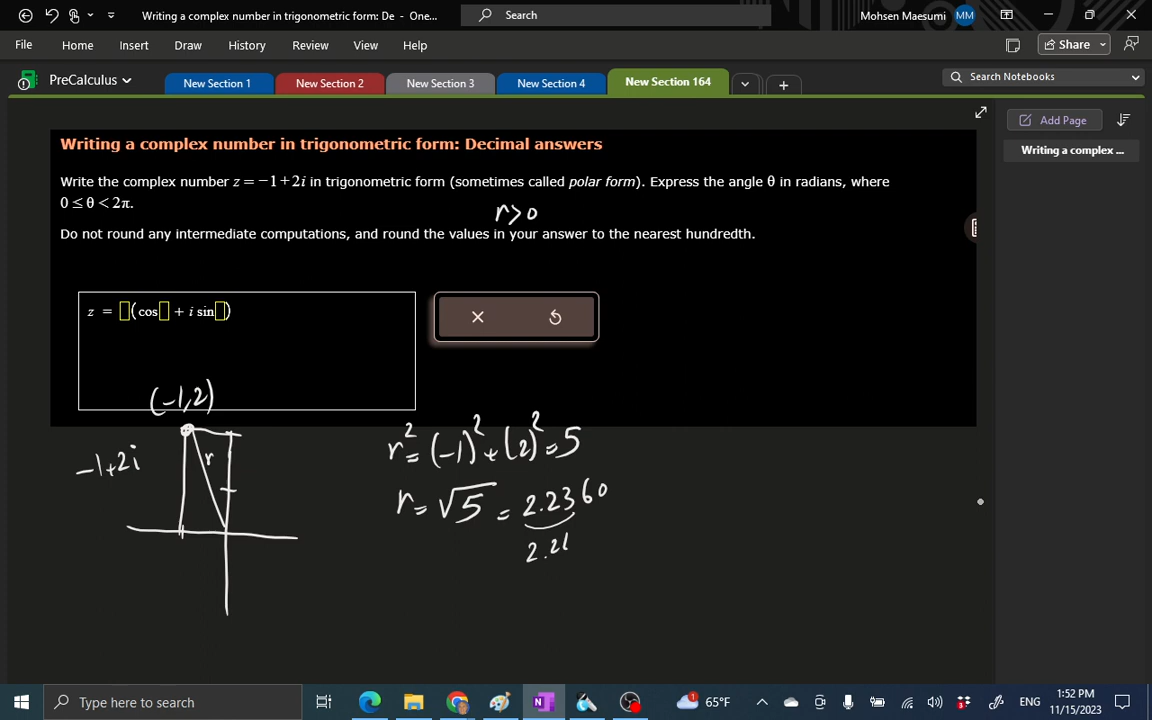 Writing a complex number in trigonometric form: De - One...
Search
Mohsen Maesumi MM
File Home Insert Draw History Review View Help
Share
PreCalculus
New Section 1 New Section 2 New Section 3 New Section 4 New Section 164
Search Notebooks
Add Page
Writing a complex ...
Writing a complex number in trigonometric form: Decimal answers
Write the complex number z = −1+2i in trigonometric form (sometimes called polar form). Express the angle θ in radians, where
0 ≤ θ < 2π.
r>0
Do not round any intermediate computations, and round the values in your answer to the nearest hundredth.
z = (cos + i sin )
(-1,2)
r² = (-1)² + (2)² = 5
-1+2i
r
r = √5 = 2.2360
2.2
Type here to search
1
65°F
ENG
1:52 PM
11/15/2023